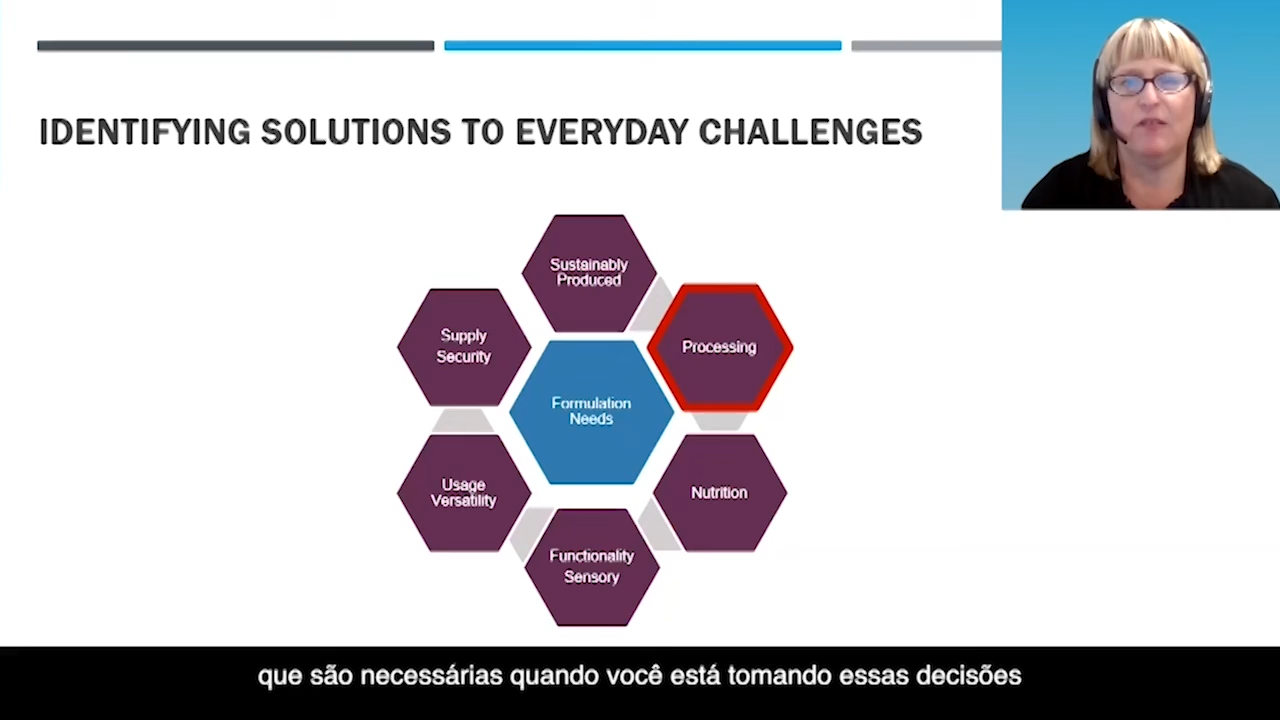 IDENTIFYING SOLUTIONS TO EVERYDAY CHALLENGES
Sustainably
Produced
Processing
Supply
Security
Formulation
Needs
Usage
Versatility
Nutrition
Functionality
Sensory
que são necessárias quando você está tomando essas decisões